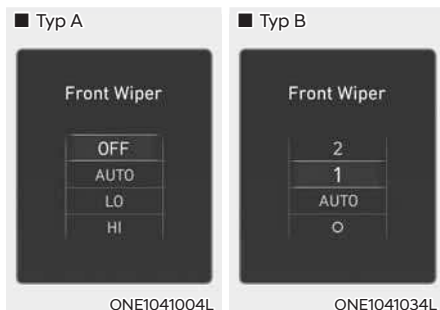 ■ Typ A
Front Wiper
OFF
AUTO
LO
HI
ONE1041004L
■ Typ B
Front Wiper
2
1
AUTO
O
ONE1041034L